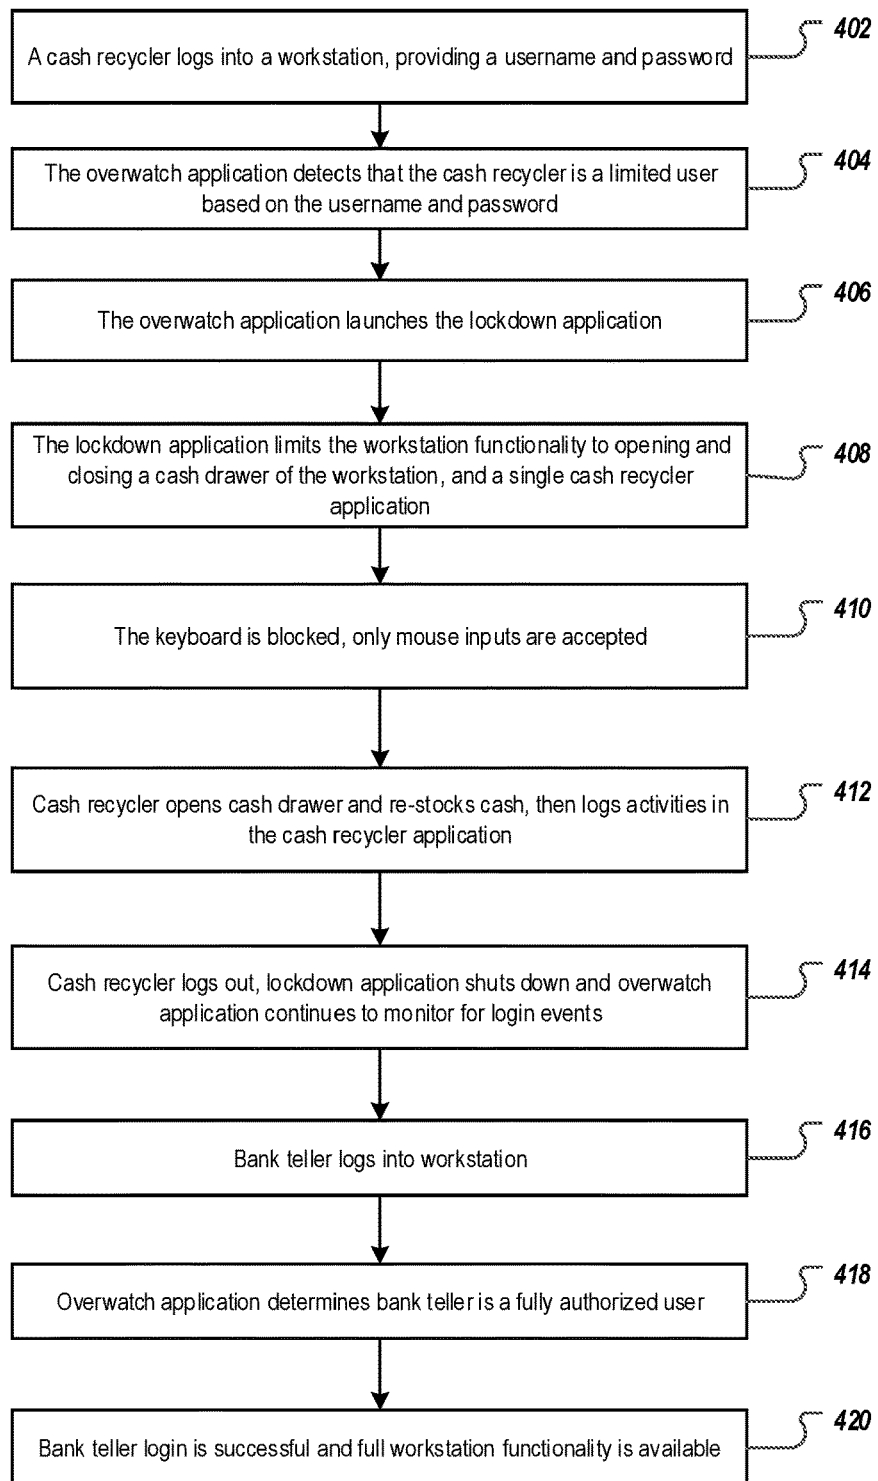 402
A cash recycler logs into a workstation, providing a username and password
404
The overwatch application detects that the cash recycler is a limited user
based on the username and password
406
The overwatch application launches the lockdown application
408
The lockdown application limits the workstation functionality to opening and
closing a cash drawer of the workstation, and a single cash recycler
application
410
The keyboard is blocked, only mouse inputs are accepted
412
Cash recycler opens cash drawer and re-stocks cash, then logs activities in
the cash recycler application
414
Cash recycler logs out, lockdown application shuts down and overwatch
application continues to monitor for login events
416
Bank teller logs into workstation
418
Overwatch application determines bank teller is a fully authorized user
420
Bank teller login is successful and full workstation functionality is available